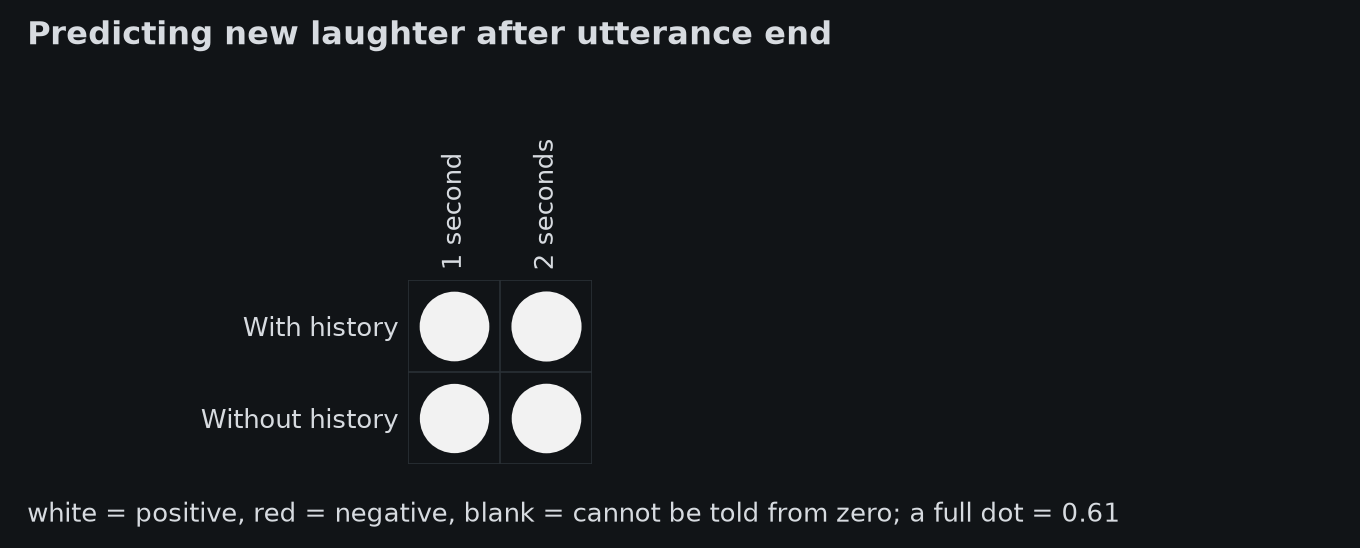 Predicting new laughter after utterance end
1 second
2 seconds
With history
Without history
white = positive, red = negative, blank = cannot be told from zero; a full dot = 0.61